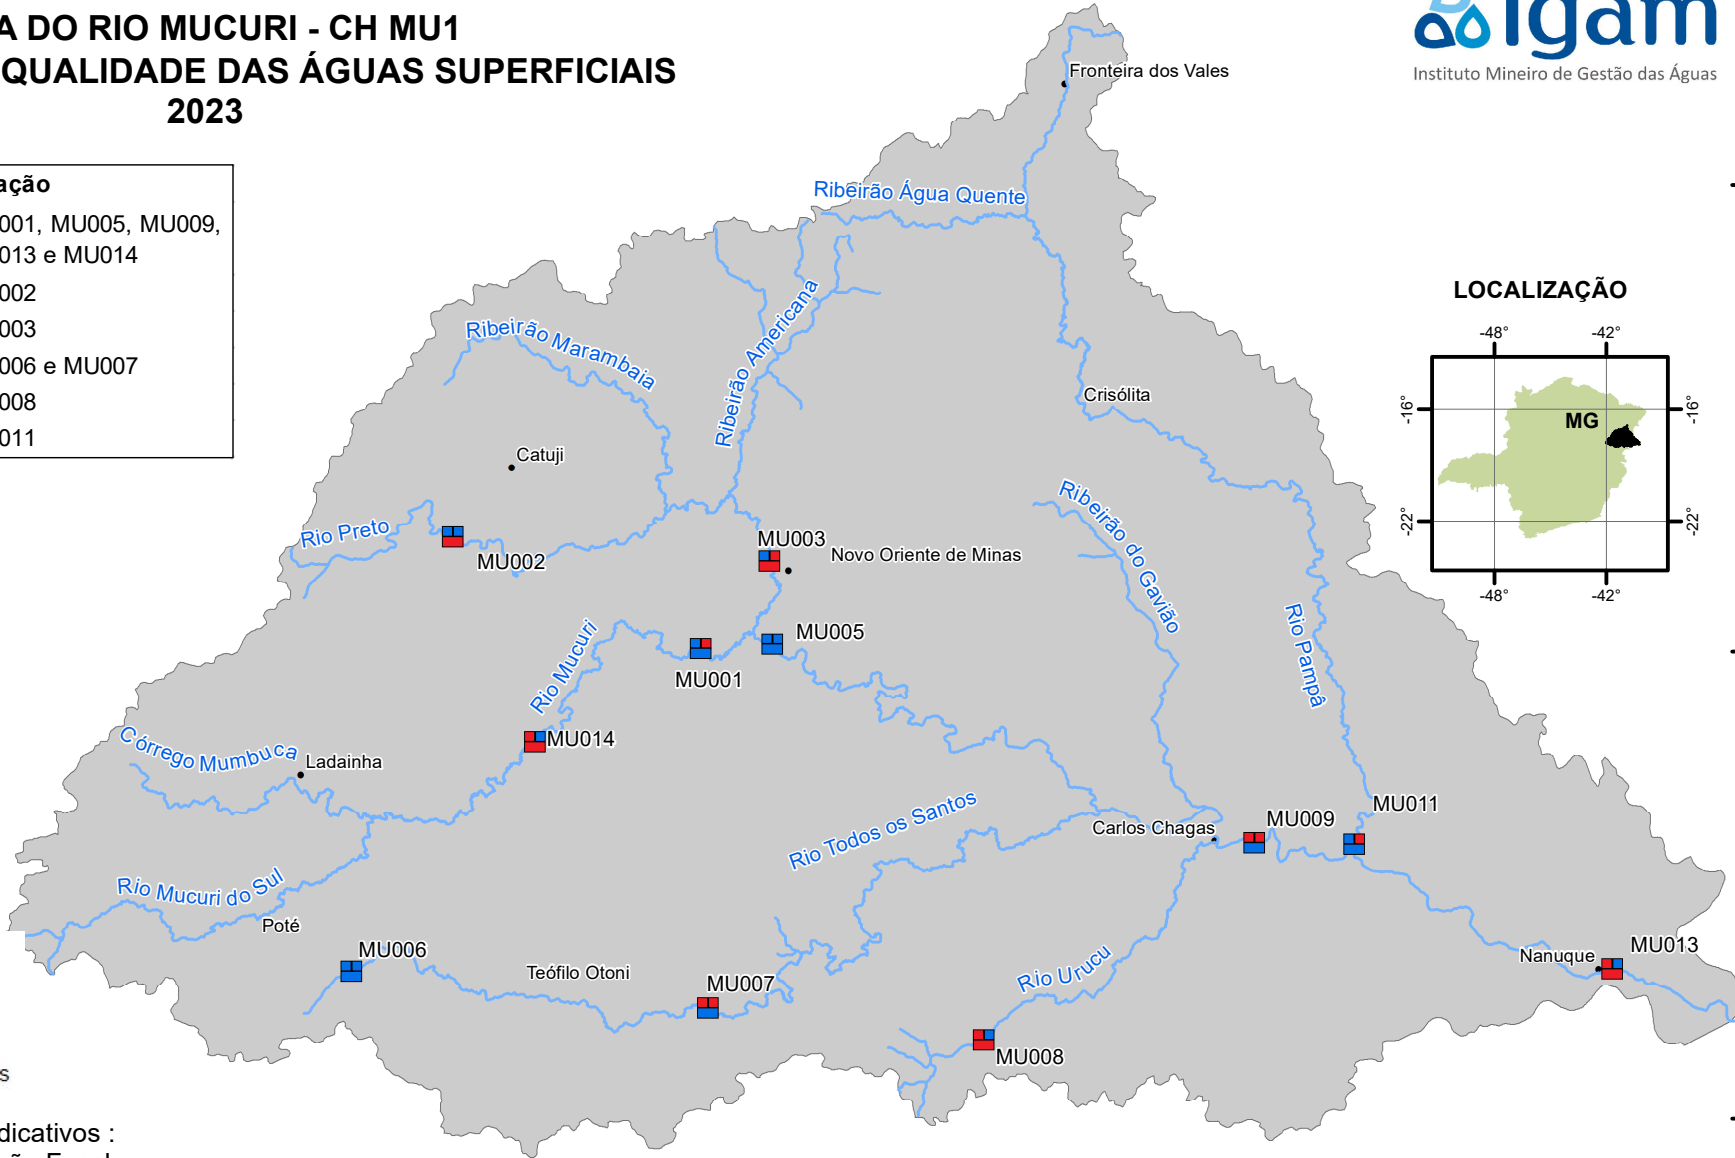 A DO RIO MUCURI - CH MU1
QUALIDADE DAS ÁGUAS SUPERFICIAIS
2023
igam
Instituto Mineiro de Gestão das Águas
ação
001, MU005, MU009,
013 e MU014
002
003
006 e MU007
008
011
Fronteira dos Vales
Ribeirão Água Quente
Ribeirão Marambaia
Ribeirão Americana
Crisólita
Catuji
Rio Preto
MU002
MU003
Novo Oriente de Minas
Ribeirão do Gavião
Rio Pampã
MU005
MU001
Rio Mucuri
MU014
Córrego Mumbuca
Ladainha
Rio Todos os Santos
Carlos Chagas
MU009
MU011
Rio Mucuri do Sul
Poté
MU006
Teófilo Otoni
MU007
Rio Urucu
MU008
Nanuque
MU013
LOCALIZAÇÃO
-48° -42°
-16° -16°
MG
-22° -22°
-48° -42°
s
dicativos :